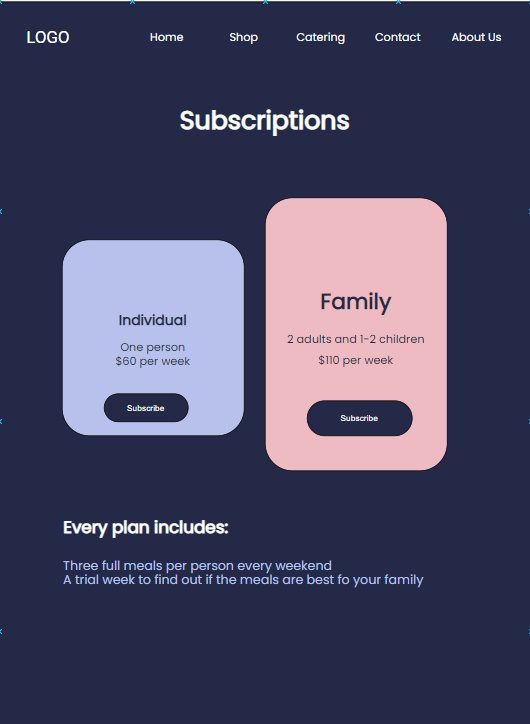 LOGO Home Shop Catering Contact About Us
Subscriptions
Individual
One person
$60 per week
Subscribe
Family
2 adults and 1-2 children
$110 per week
Subscribe
Every plan includes:
Three full meals per person every weekend
A trial week to find out if the meals are best fo your family